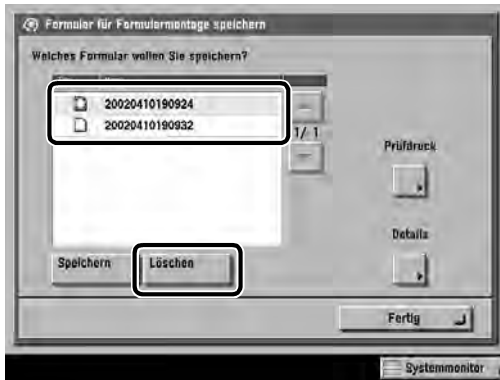 Formular für Formularmontage speichern
Welches Formular wollen Sie speichern?
20020410190924
20020410190932
1/ 1
Prüfdruck
Details
Speichern Löschen
Fertig
Systemmonitor